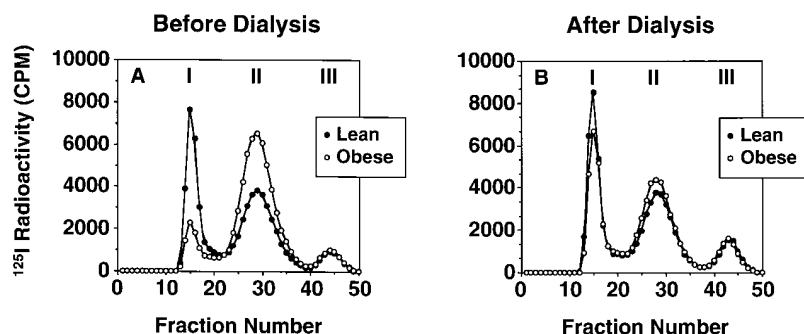 Before Dialysis
After Dialysis
¹²⁵I Radioactivity (CPM)
10000
8000
6000
4000
2000
0
A I II III
Lean
Obese
0 10 20 30 40 50
Fraction Number
10000
8000
6000
4000
2000
0
B I II III
Lean
Obese
0 10 20 30 40 50
Fraction Number